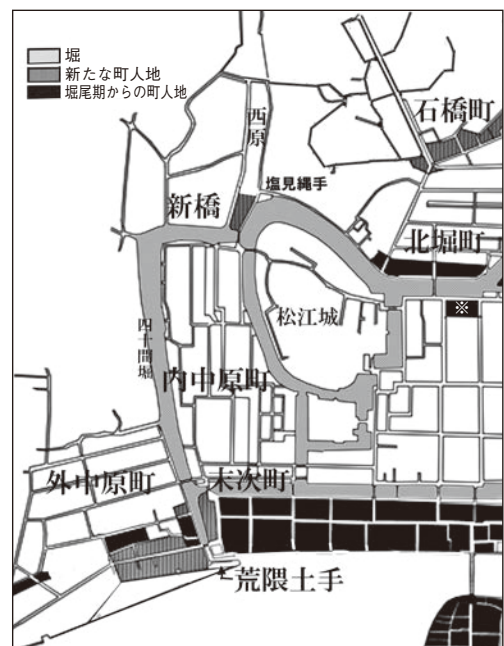 堀
新たな町人地
堀尾期からの町人地
石橋町
西原
塩見縄手
新橋
北堀町
※
松江城
四十間堀
内中原町
外中原町
末次町
荒隈土手